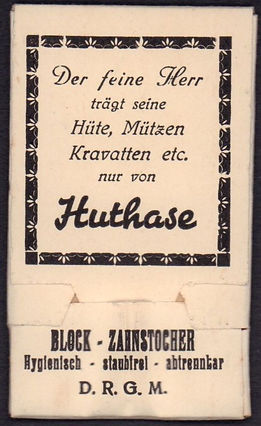 Der feine Herr
trägt seine
Hüte, Mützen
Kravatten etc.
nur von
Huthase
BLOCK - ZAHNSTOCHER
Hygienisch - staubfrei - abtrennbar
D. R. G. M.